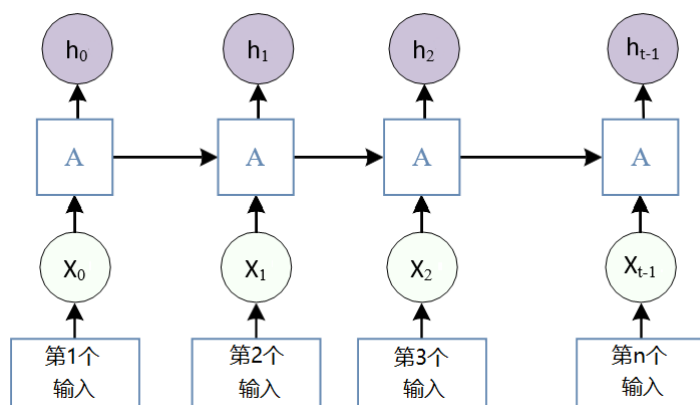 h₀ h₁ h₂ hₜ₋₁
A A A A
X₀ X₁ X₂ Xₜ₋₁
第1个
输入
第2个
输入
第3个
输入
第n个
输入